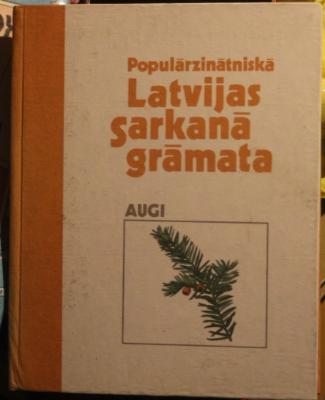 Populārzinātniskā
Latvijas
Sarkanā
grāmata
AUGI